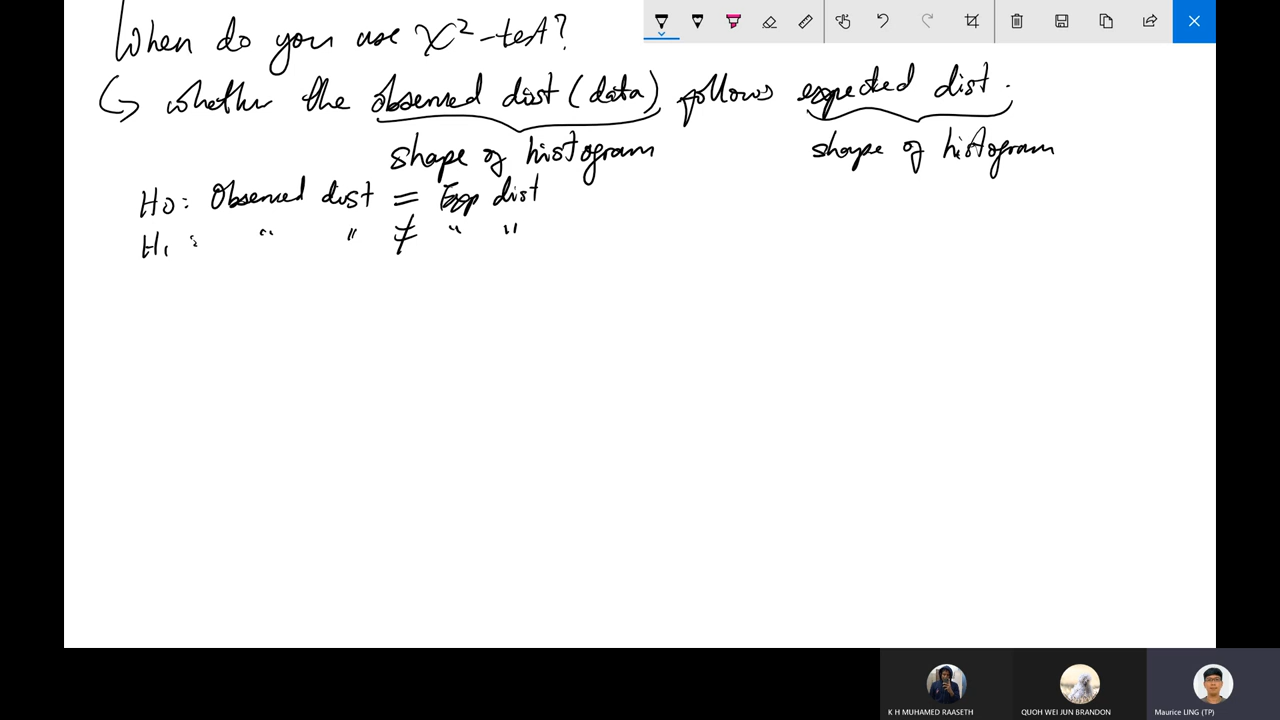 When do you use χ²-test?
↳ whether the observed dist (data) follows expected dist.
shape of histogram shape of histogram
H0: Observed dist = Exp dist
H1: " " ≠ " "
K H MUHAMED RAASETH QUOH WEI JUN BRANDON Maurice LING (TP)